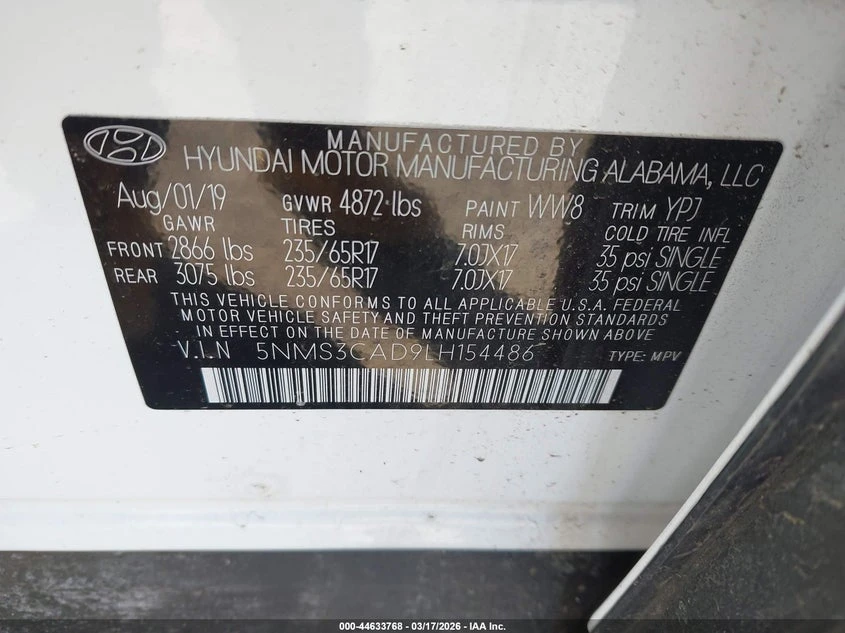 MANUFACTURED BY
HYUNDAI MOTOR MANUFACTURING ALABAMA, LLC
Aug/01/19 GVWR 4872 lbs PAINT WW8 TRIM YPJ
GAWR TIRES RIMS COLD TIRE INFL
FRONT 2866 lbs 235/65R17 7.0JX17 35 psi SINGLE
REAR 3075 lbs 235/65R17 7.0JX17 35 psi SINGLE
THIS VEHICLE CONFORMS TO ALL APPLICABLE U.S.A. FEDERAL
MOTOR VEHICLE SAFETY AND THEFT PREVENTION STANDARDS
IN EFFECT ON THE DATE OF MANUFACTURE SHOWN ABOVE
V.I.N 5NMS3CAD9LH154486 TYPE: MPV
000-44633768 - 03/17/2026 - IAA Inc.